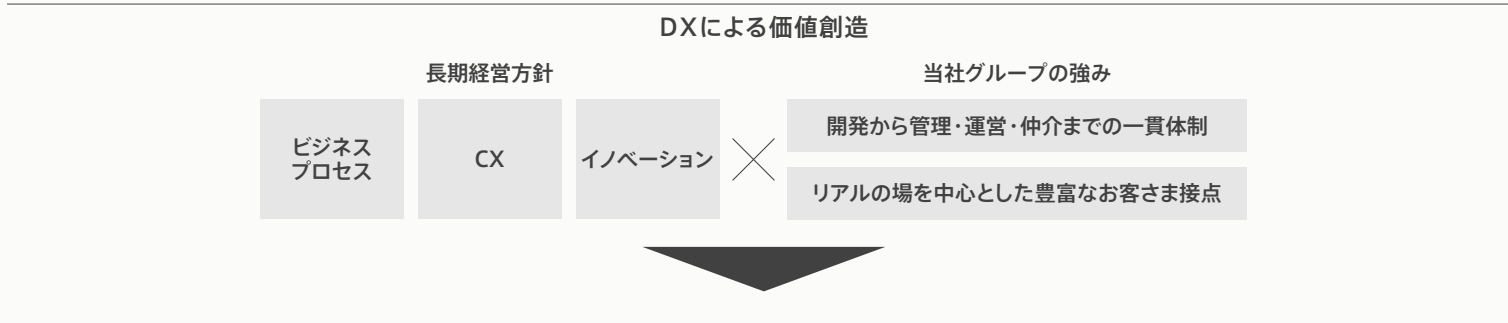 DXによる価値創造
長期経営方針
当社グループの強み
ビジネス
プロセス
CX
イノベーション
開発から管理・運営・仲介までの一貫体制
リアルの場を中心とした豊富なお客さま接点